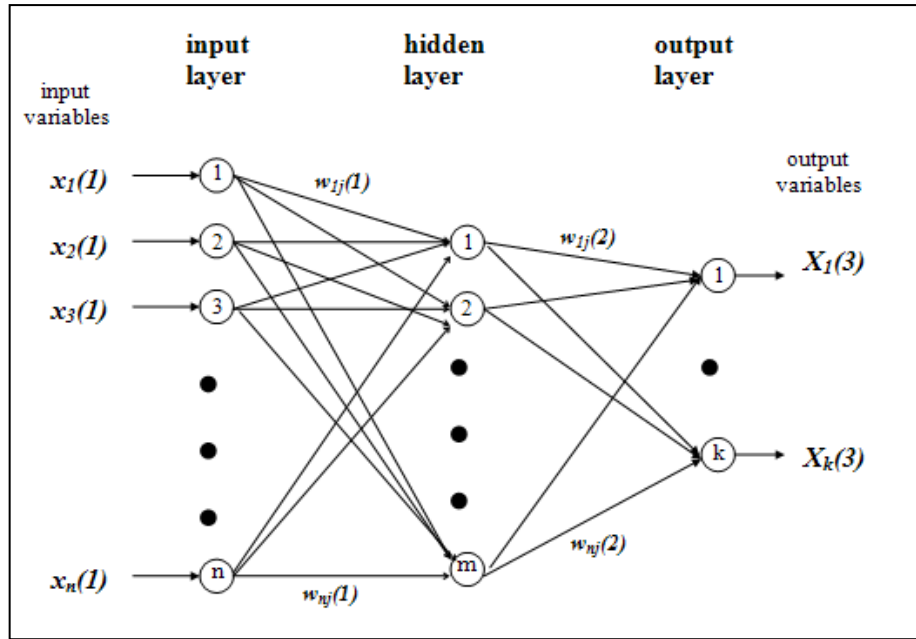 input
layer
hidden
layer
output
layer
input
variables
output
variables
x₁(1)
x₂(1)
x₃(1)
xₙ(1)
1
2
3
n
w₁ⱼ(1)
wₙⱼ(1)
1
2
m
w₁ⱼ(2)
wₙⱼ(2)
1
k
X₁(3)
Xₖ(3)